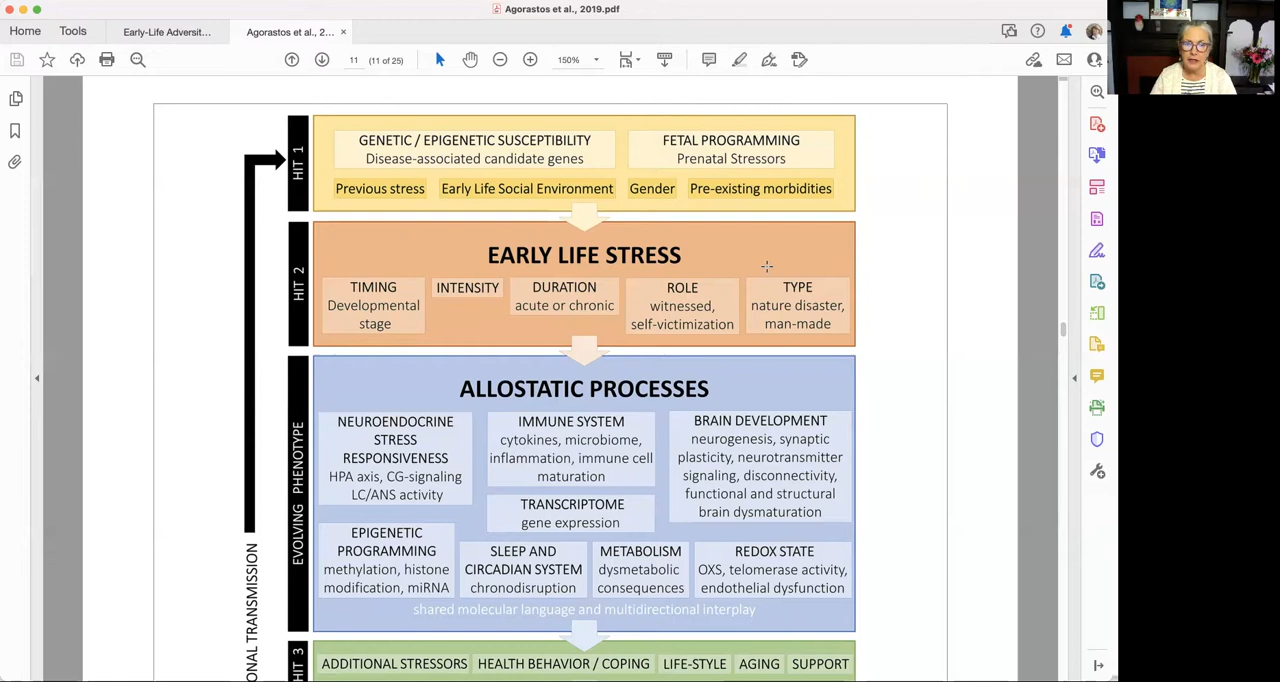 Agorastos et al., 2019.pdf
Home
Tools
Early-Life Adversit...
Agorastos et al., 2...
11
(11 of 25)
150%
HIT 1
GENETIC / EPIGENETIC SUSCEPTIBILITY
Disease-associated candidate genes
FETAL PROGRAMMING
Prenatal Stressors
Previous stress
Early Life Social Environment
Gender
Pre-existing morbidities
HIT 2
EARLY LIFE STRESS
TIMING
Developmental
stage
INTENSITY
DURATION
acute or chronic
ROLE
witnessed,
self-victimization
TYPE
nature disaster,
man-made
EVOLVING PHENOTYPE
ALLOSTATIC PROCESSES
NEUROENDOCRINE
STRESS
RESPONSIVENESS
HPA axis, CG-signaling
LC/ANS activity
IMMUNE SYSTEM
cytokines, microbiome,
inflammation, immune cell
maturation
BRAIN DEVELOPMENT
neurogenesis, synaptic
plasticity, neurotransmitter
signaling, disconnectivity,
functional and structural
brain dysmaturation
TRANSCRIPTOME
gene expression
EPIGENETIC
PROGRAMMING
methylation, histone
modification, miRNA
SLEEP AND
CIRCADIAN SYSTEM
chronodisruption
METABOLISM
dysmetabolic
consequences
REDOX STATE
OXS, telomerase activity,
endothelial dysfunction
shared molecular language and multidirectional interplay
ONAL TRANSMISSION
HIT 3
ADDITIONAL STRESSORS
HEALTH BEHAVIOR / COPING
LIFE-STYLE
AGING
SUPPORT